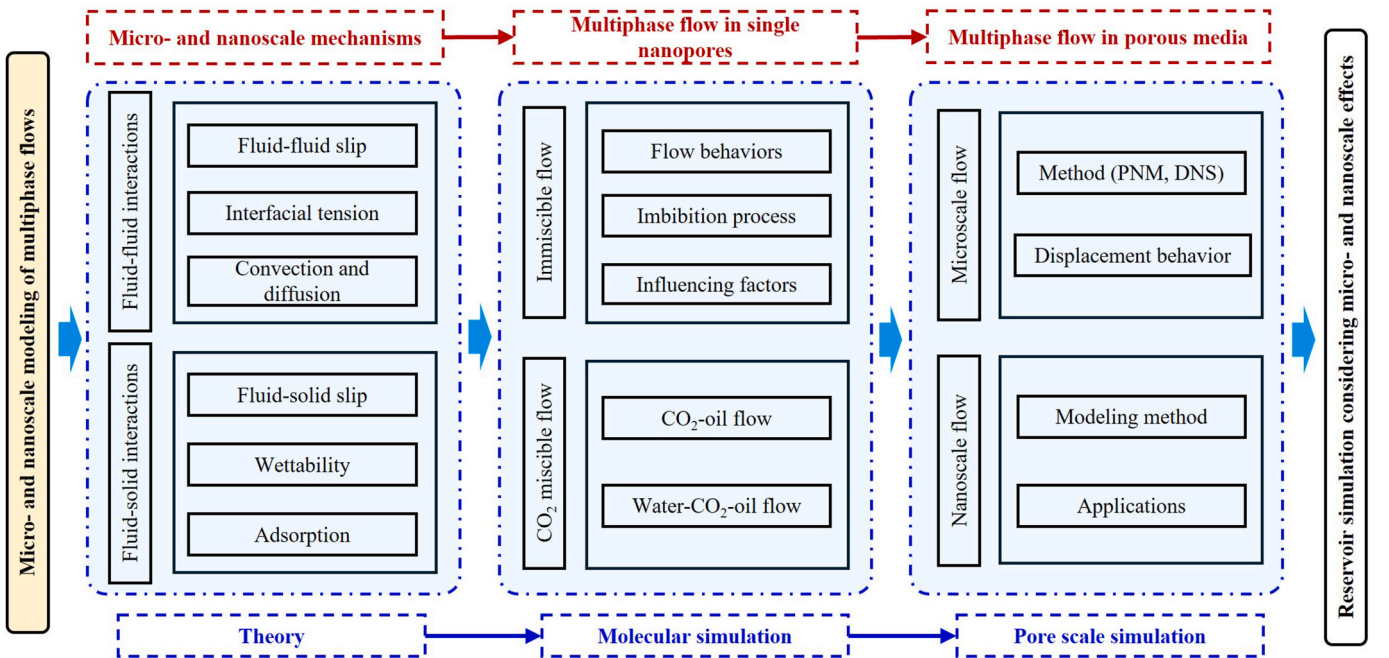 Micro- and nanoscale modeling of multiphase flows
Micro- and nanoscale mechanisms
Fluid-fluid interactions
Fluid-fluid slip
Interfacial tension
Convection and
diffusion
Fluid-solid interactions
Fluid-solid slip
Wettability
Adsorption
Theory
Multiphase flow in single
nanopores
Immiscible flow
Flow behaviors
Imbibition process
Influencing factors
CO₂ miscible flow
CO₂-oil flow
Water-CO₂-oil flow
Molecular simulation
Multiphase flow in porous media
Microscale flow
Method (PNM, DNS)
Displacement behavior
Nanoscale flow
Modeling method
Applications
Pore scale simulation
Reservoir simulation considering micro- and nanoscale effects